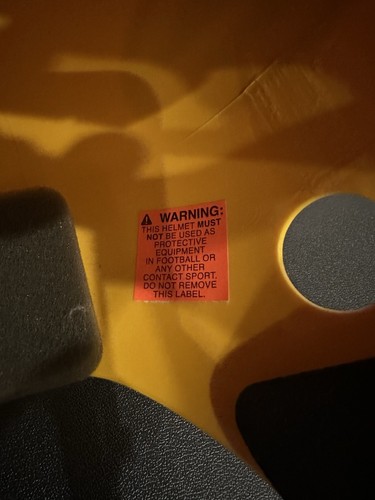 ⚠ WARNING:
THIS HELMET MUST
NOT BE USED AS
PROTECTIVE
EQUIPMENT
IN FOOTBALL OR
ANY OTHER
CONTACT SPORT.
DO NOT REMOVE
THIS LABEL.